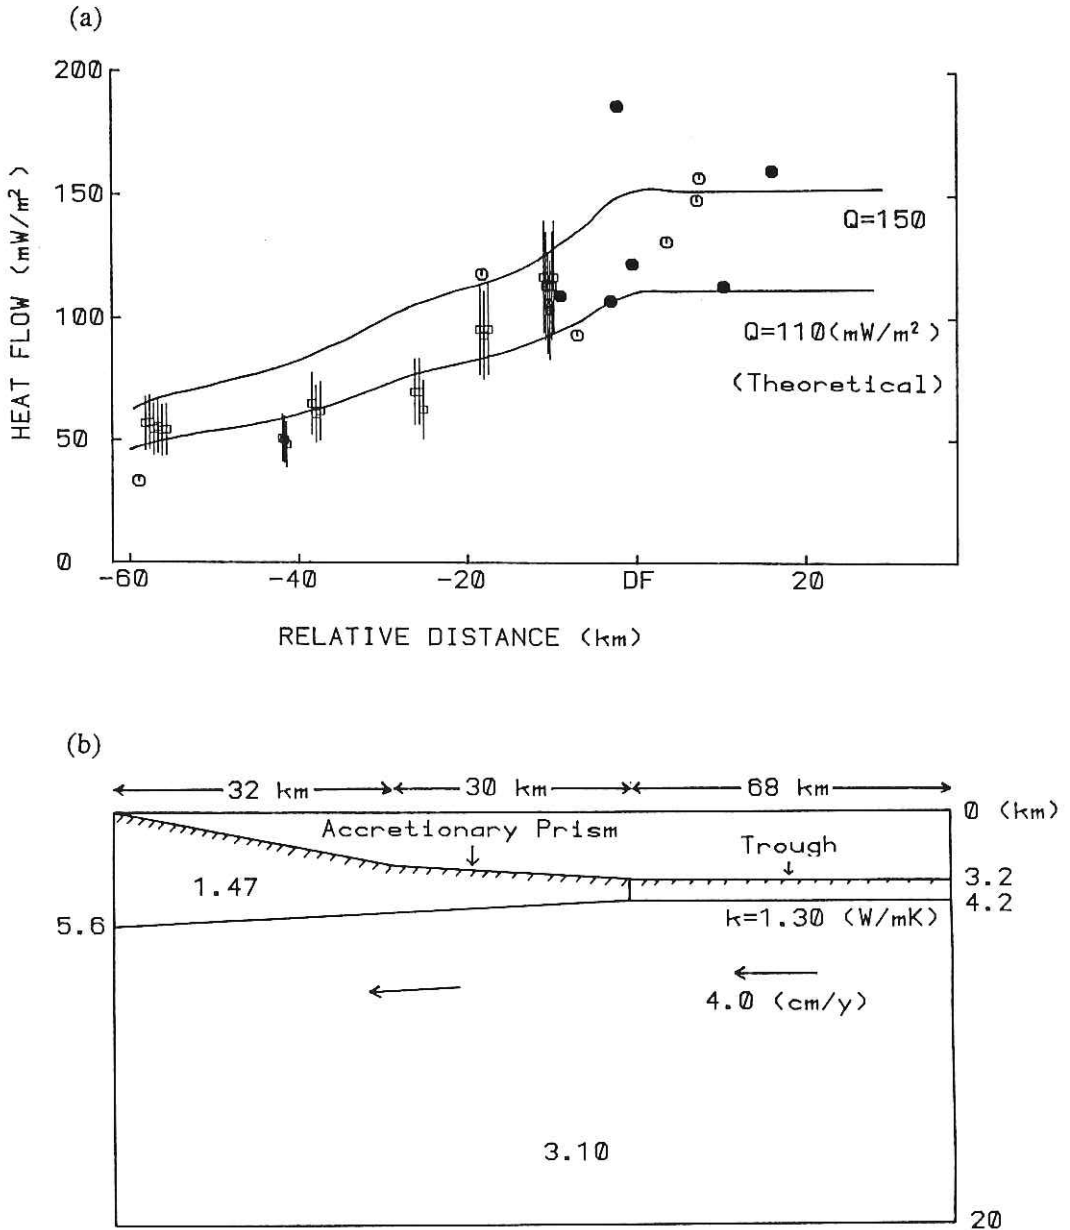 (a)
200
150
100
50
0
HEAT FLOW (mW/m²)
Q=150
Q=110(mW/m²)
(Theoretical)
-60
-40
-20
DF
20
RELATIVE DISTANCE (km)
(b)
32 km
30 km
68 km
0 (km)
Accretionary Prism
Trough
1.47
3.2
4.2
5.6
k=1.30 (W/mK)
4.0 (cm/y)
3.10
20